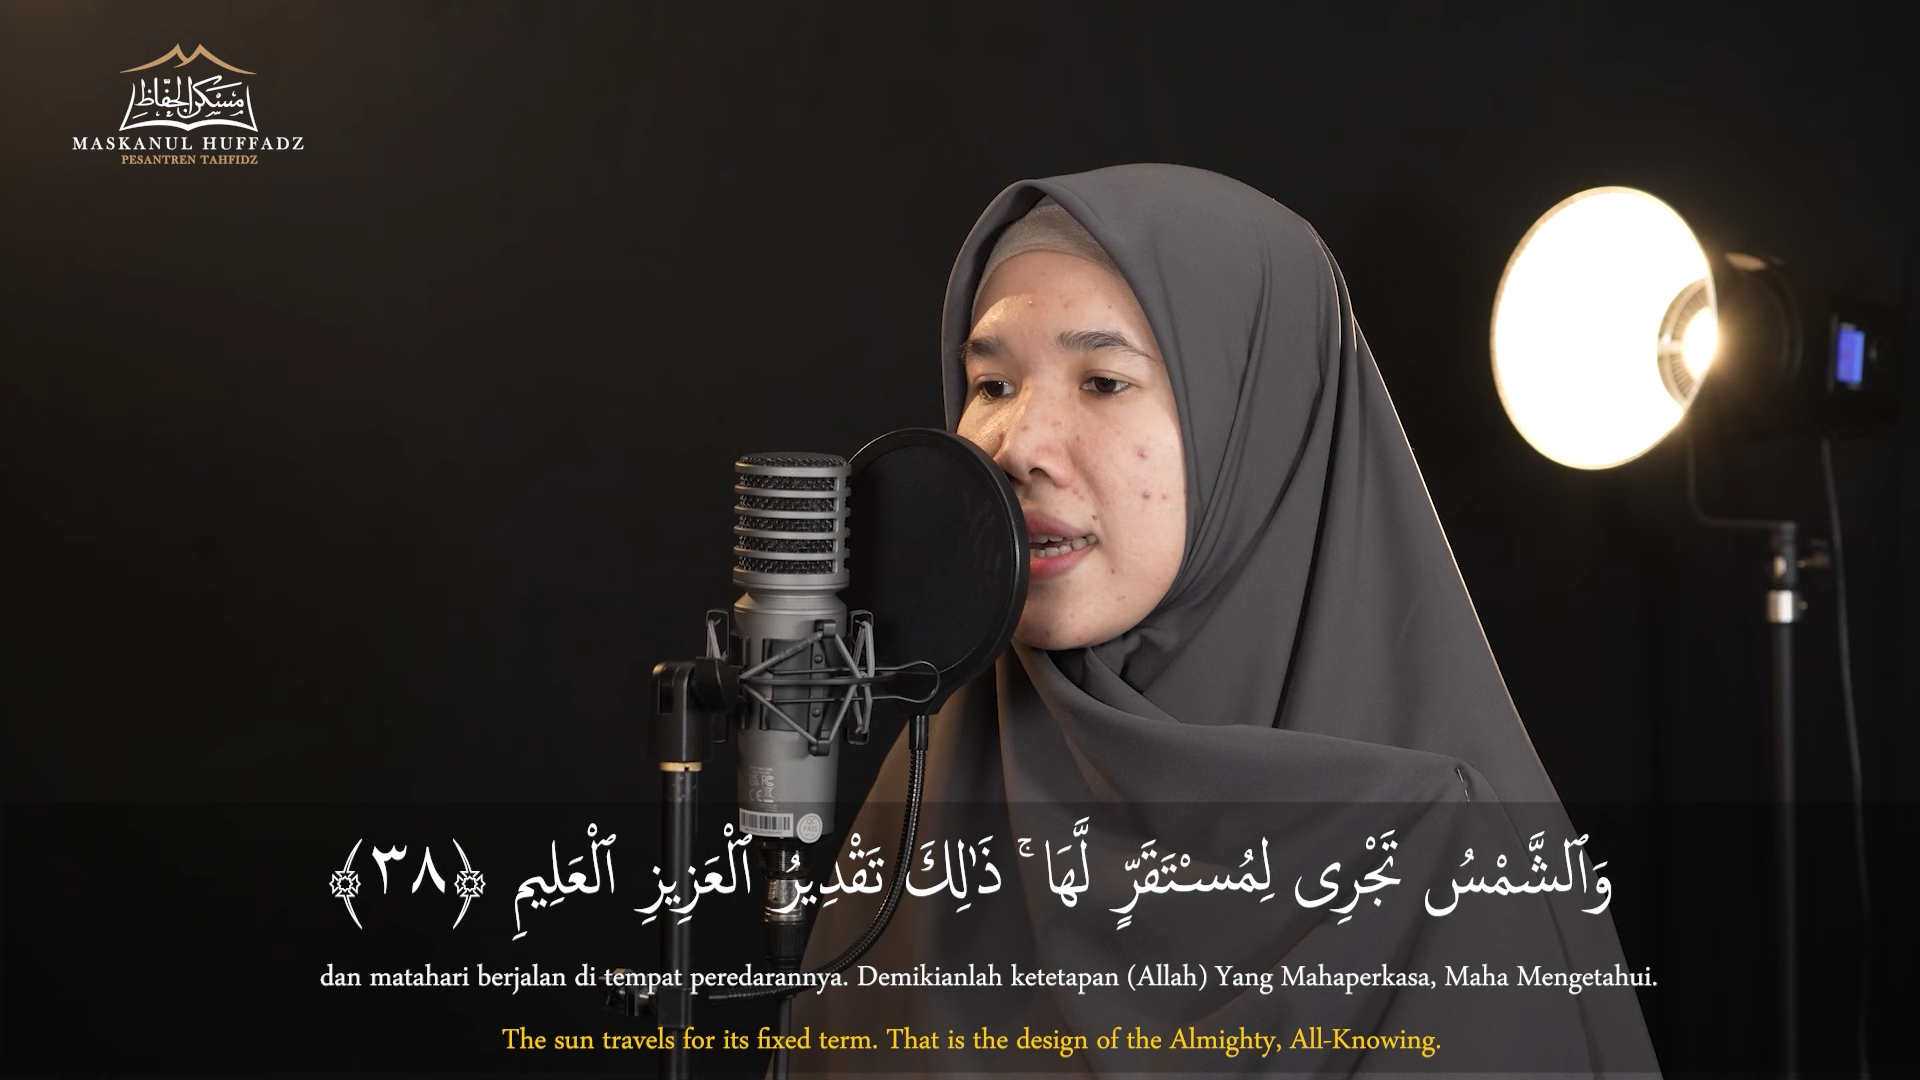 مسكن الحفاظ
MASKANUL HUFFADZ
PESANTREN TAHFIDZ
QC
PASS
وَٱلشَّمْسُ تَجْرِى لِمُسْتَقَرٍّ لَّهَا ۚ ذَٰلِكَ تَقْدِيرُ ٱلْعَزِيزِ ٱلْعَلِيمِ ﴿٣٨﴾
dan matahari berjalan di tempat peredarannya. Demikianlah ketetapan (Allah) Yang Mahaperkasa, Maha Mengetahui.
The sun travels for its fixed term. That is the design of the Almighty, All-Knowing.